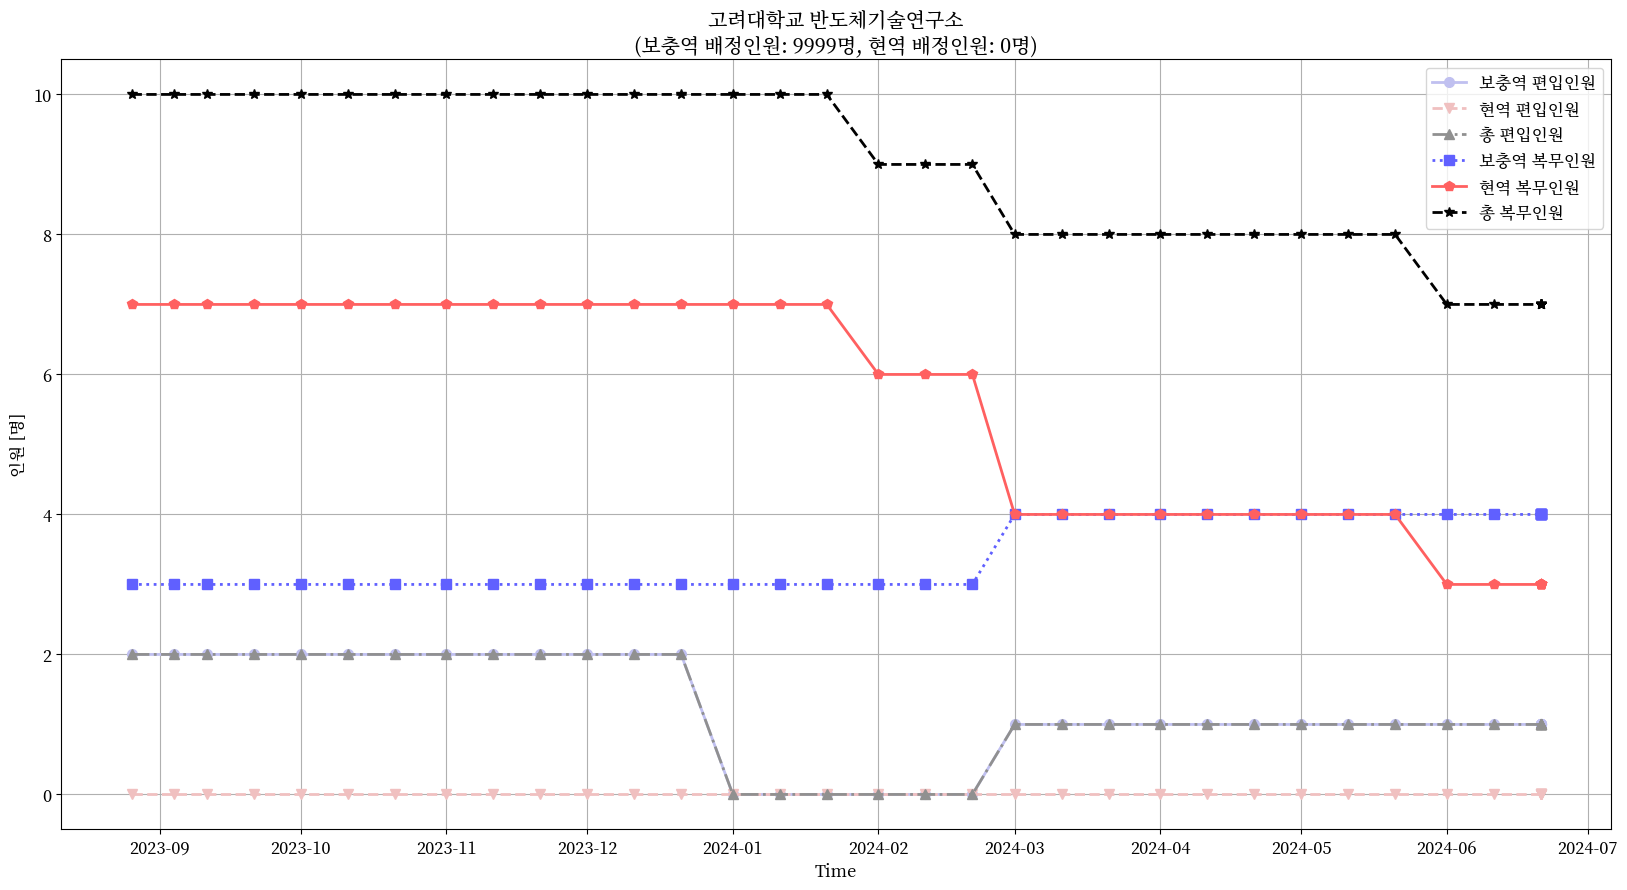 고려대학교 반도체기술연구소
(보충역 배정인원: 9999명, 현역 배정인원: 0명)
보충역 편입인원
현역 편입인원
총 편입인원
보충역 복무인원
현역 복무인원
총 복무인원
인원 [명]
10
8
6
4
2
0
2023-09 2023-10 2023-11 2023-12 2024-01 2024-02 2024-03 2024-04 2024-05 2024-06 2024-07
Time